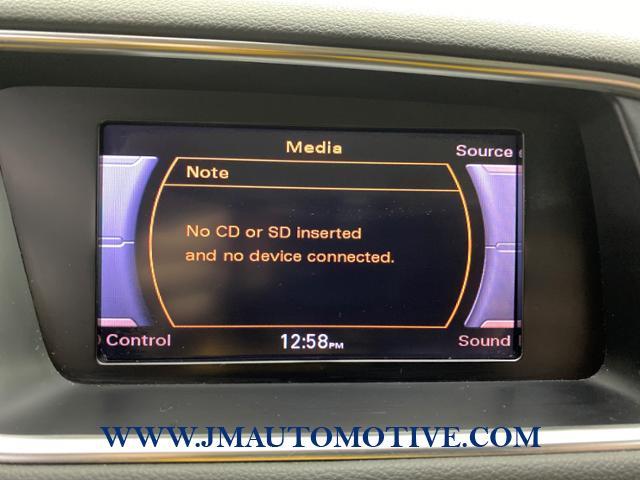 Media
Source
Note
No CD or SD inserted
and no device connected.
Control
12:58PM
Sound
WWW.JMAUTOMOTIVE.COM